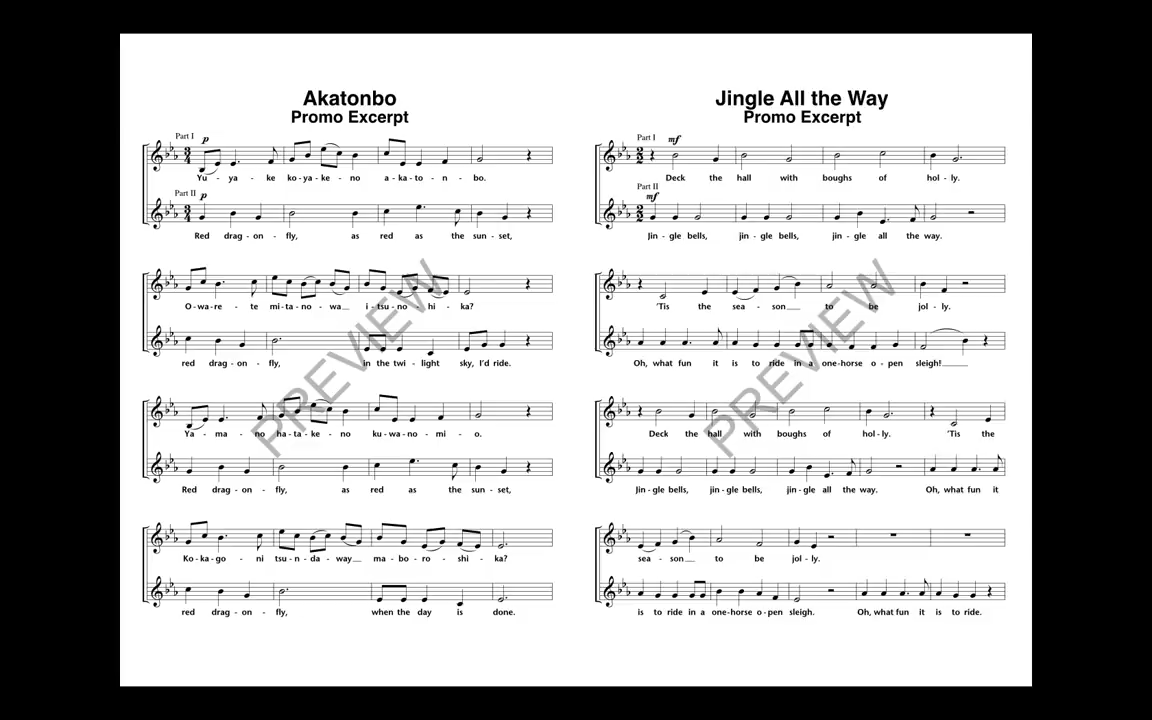 Akatonbo
Promo Excerpt
Part I
p
Yu - ya - ke ko - ya - ke - no a - ka - to - n - bo.
Part II
p
Red drag - on - fly, as red as the sun - set,
O - wa - re - te mi - ta - no - wa i - tsu - no - hi - ka?
red drag - on - fly, in the twi - light sky, I'd ride.
Ya - ma - no ha - ta - ke - no ku - wa - no - mi - o.
Red drag - on - fly, as red as the sun - set,
Ko - ka - go - ni tsu - n - da - way ma - bo - ro - shi - ka?
red drag - on - fly, when the day is done.
PREVIEW
Jingle All the Way
Promo Excerpt
Part I
mf
Deck the hall with boughs of hol - ly.
Part II
mf
Jin - gle bells, jin - gle bells, jin - gle all the way.
'Tis the sea - son to be jol - ly.
Oh, what fun it is to ride in a one-horse o - pen sleigh!
Deck the hall with boughs of hol - ly. 'Tis the
Jin - gle bells, jin - gle bells, jin - gle all the way. Oh, what fun it
sea - son to be jol - ly.
is to ride in a one-horse o - pen sleigh. Oh, what fun it is to ride.
PREVIEW